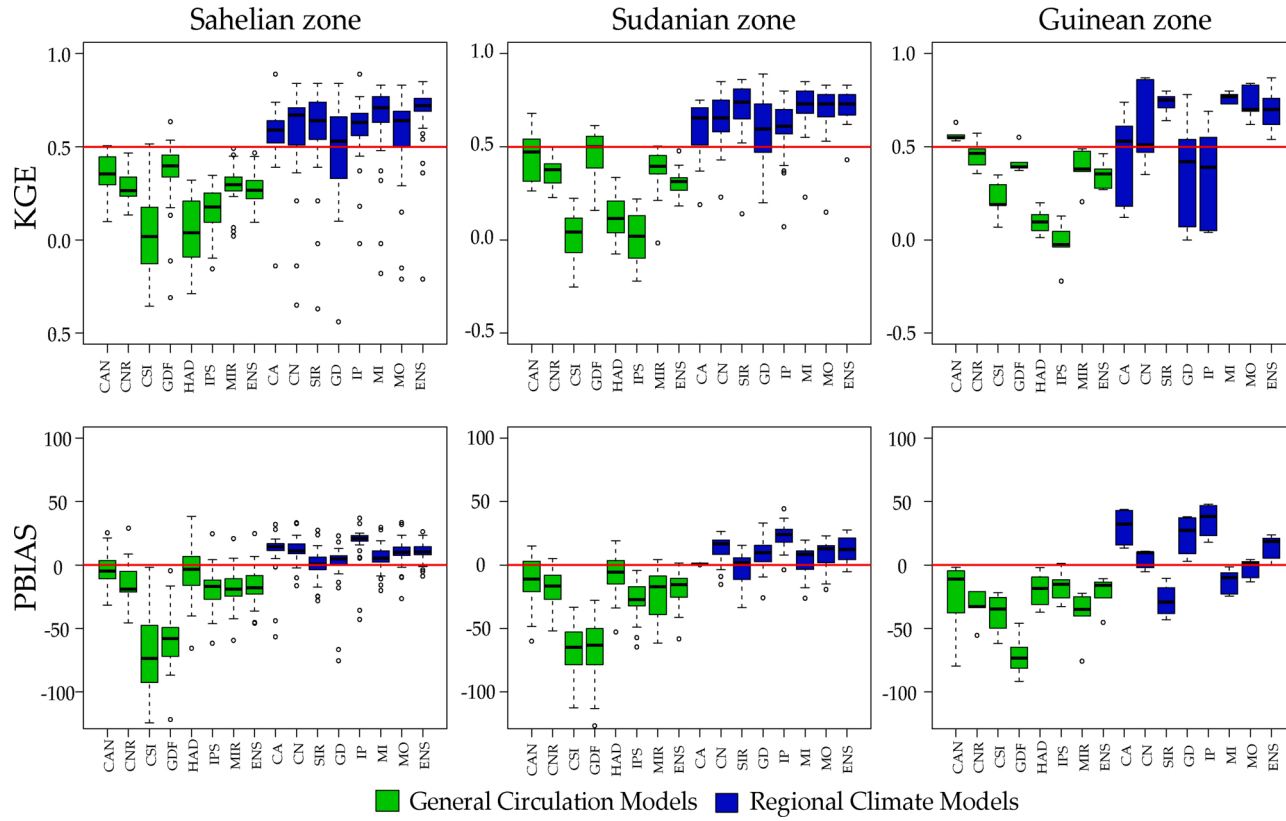 Sahelian zone Sudanian zone Guinean zone
KGE
1.0
0.5
0.0
0.5
CAN CNR CSI GDF HAD IPS MIR ENS CA CN SIR GD IP MI MO ENS
1.0
0.5
0.0
-0.5
CAN CNR CSI GDF HAD IPS MIR ENS CA CN SIR GD IP MI MO ENS
1.0
0.5
0.0
-0.5
CAN CNR CSI GDF HAD IPS MIR ENS CA CN SIR GD IP MI MO ENS
PBIAS
100
50
0
-50
-100
CAN CNR CSI GDF HAD IPS MIR ENS CA CN SIR GD IP MI MO ENS
100
50
0
-50
-100
CAN CNR CSI GDF HAD IPS MIR ENS CA CN SIR GD IP MI MO ENS
100
50
0
-50
-100
CAN CNR CSI GDF HAD IPS MIR ENS CA CN SIR GD IP MI MO ENS
General Circulation Models Regional Climate Models